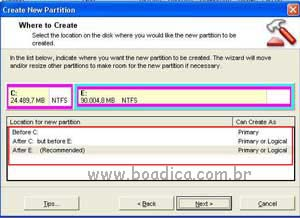 Create New Partition
Where to Create
Select the location on the disk where you would like the new partition to be
created.
In the list below, indicate where you want the new partition to be created. The wizard will move
and/or resize other partitions to make room for the new partition if necessary.
C: E:
24.489,7 MB NTFS 90.004,8 MB NTFS
Location for new partition Can Create As
Before C: Primary
After C: but before E: Primary or Logical
After E: (Recommended) Primary or Logical
www.boadica.com.br
Tips... < Back Next > Cancel